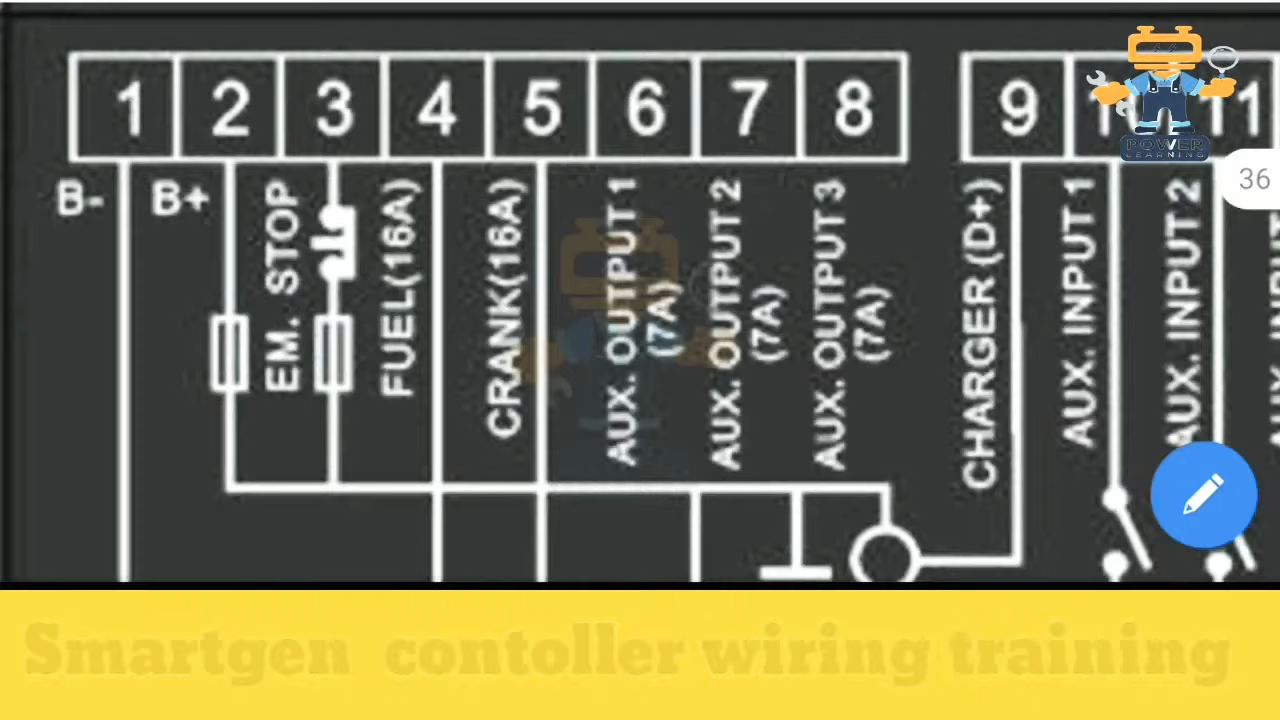 1 2 3 4 5 6 7 8 9 11
POWER
LEARNING
36
B-
B+
EM. STOP
FUEL(16A)
CRANK(16A)
AUX. OUTPUT 1
(7A)
AUX. OUTPUT 2
(7A)
AUX. OUTPUT 3
(7A)
CHARGER (D+)
AUX. INPUT 1
AUX. INPUT 2
Smartgen contoller wiring training